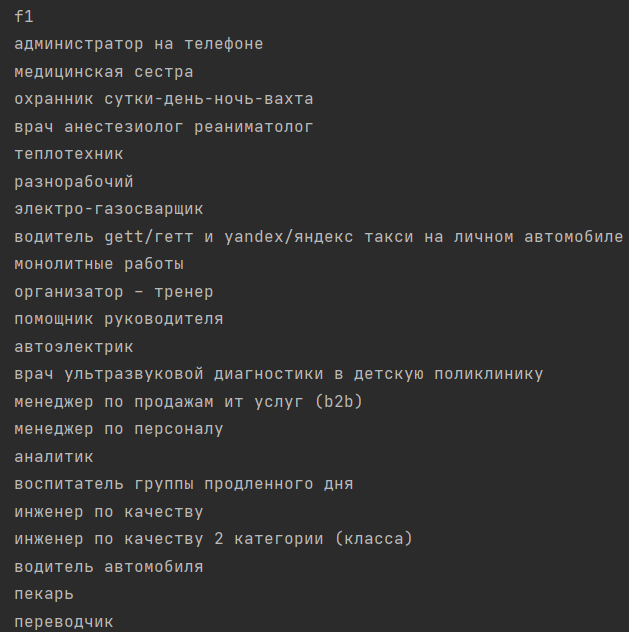 f1
администратор на телефоне
медицинская сестра
охранник сутки-день-ночь-вахта
врач анестезиолог реаниматолог
теплотехник
разнорабочий
электро-газосварщик
водитель gett/гетт и yandex/яндекс такси на личном автомобиле
монолитные работы
организатор – тренер
помощник руководителя
автоэлектрик
врач ультразвуковой диагностики в детскую поликлинику
менеджер по продажам ит услуг (b2b)
менеджер по персоналу
аналитик
воспитатель группы продленного дня
инженер по качеству
инженер по качеству 2 категории (класса)
водитель автомобиля
пекарь
переводчик